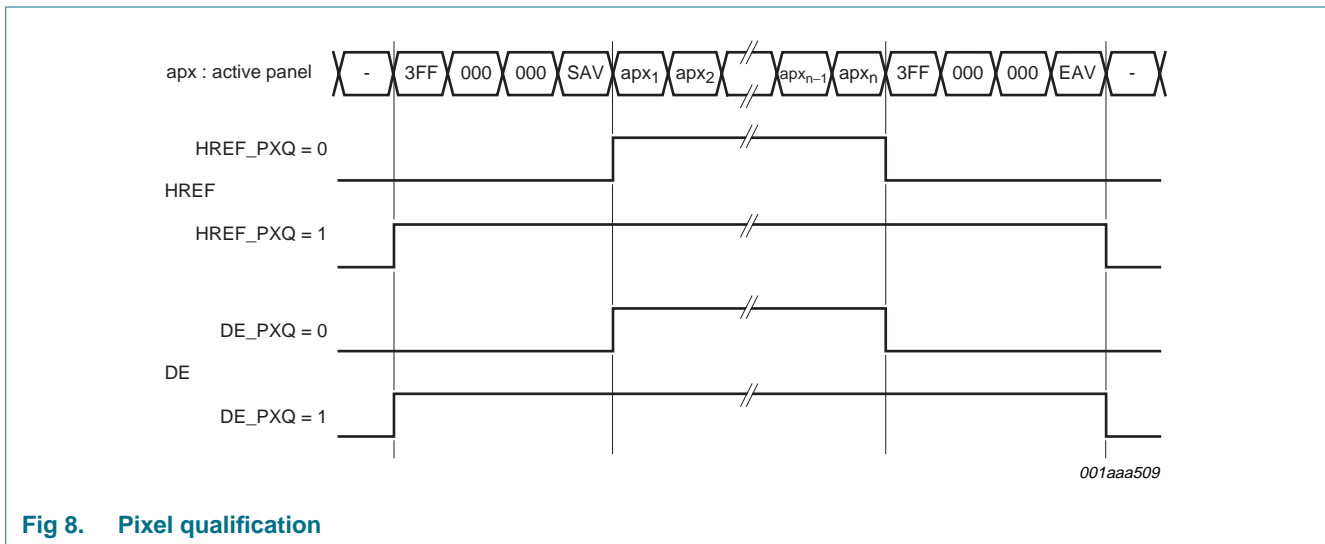 apx : active panel - 3FF 000 000 SAV apx₁ apx₂ apxₙ₋₁ apxₙ 3FF 000 000 EAV -
HREF_PXQ = 0
HREF
HREF_PXQ = 1
DE_PXQ = 0
DE
DE_PXQ = 1
001aaa509
Fig 8. Pixel qualification